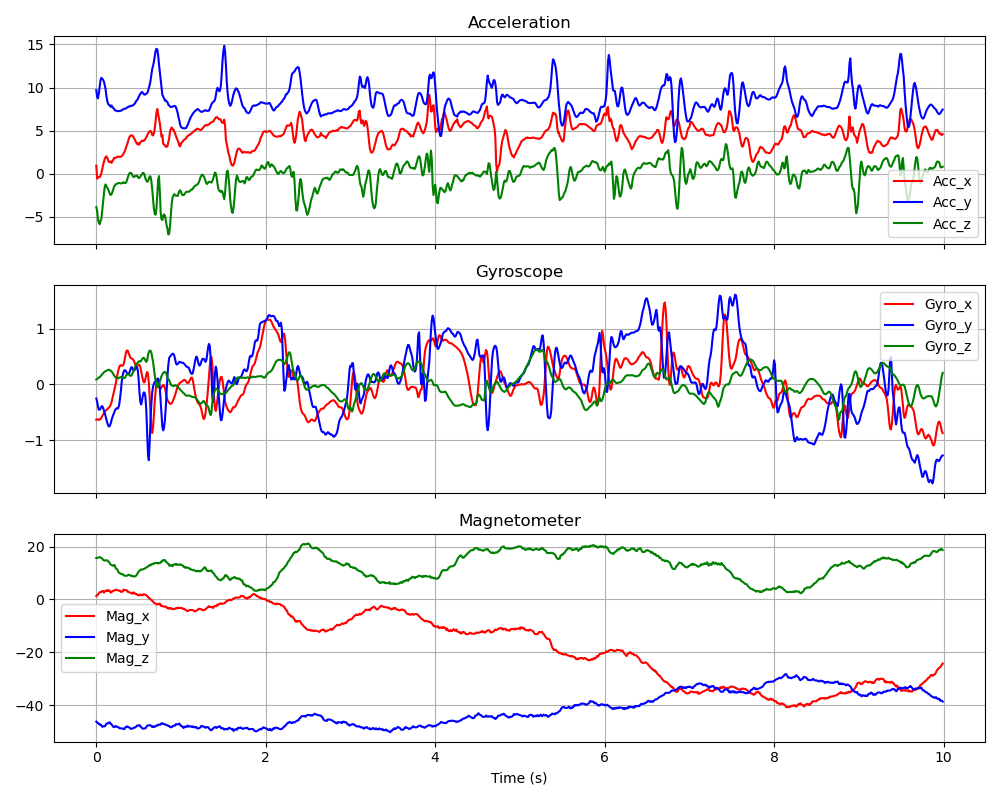 Acceleration
15
10
5
0
−5
Acc_x
Acc_y
Acc_z
Gyroscope
1
0
−1
Gyro_x
Gyro_y
Gyro_z
Magnetometer
20
0
−20
−40
Mag_x
Mag_y
Mag_z
0 2 4 6 8 10
Time (s)